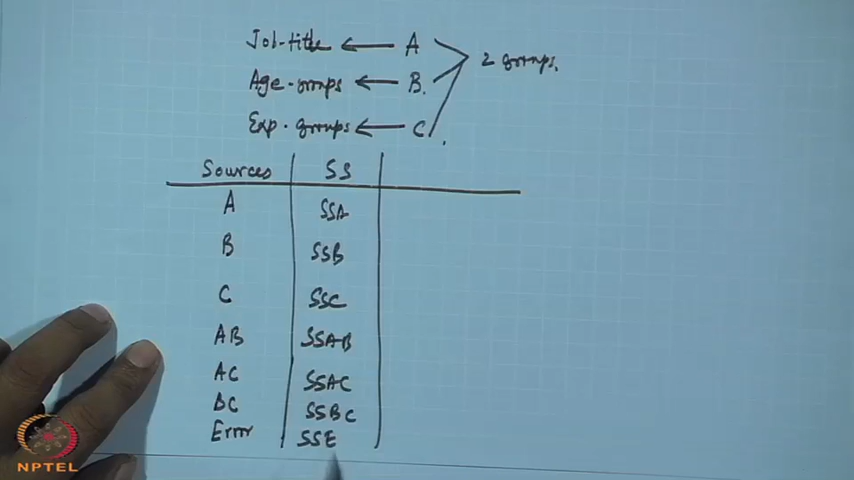 Job-title ← A
2 groups.
Age-groups ← B.
Exp. groups ← C
Sources SS
A SSA
B SSB
C SSC
AB SSAB
AC SSAC
BC SSBC
Error SSE
NPTEL